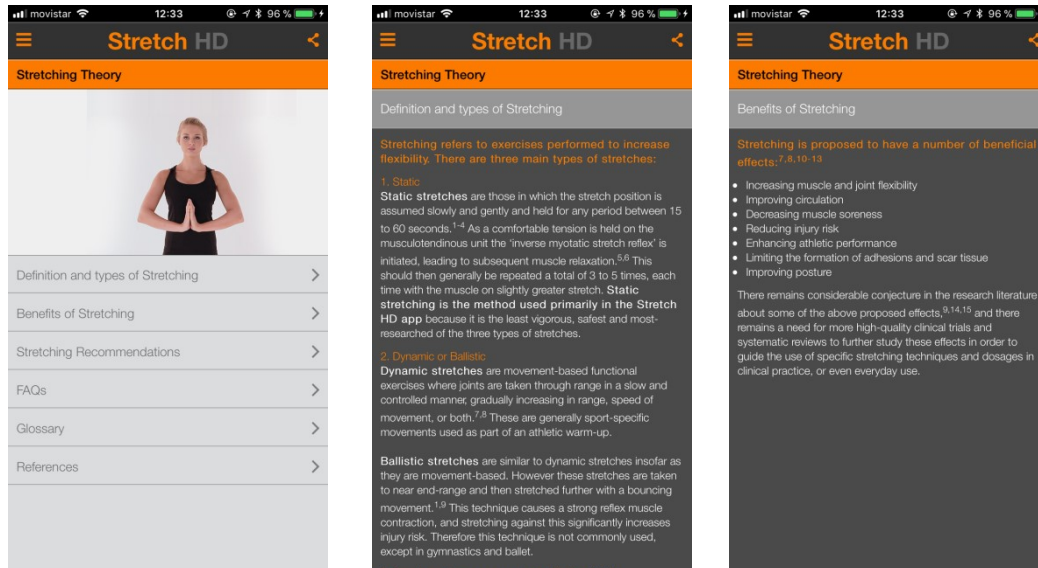 movistar 12:33 96 %
Stretch HD
Stretching Theory
Definition and types of Stretching
Benefits of Stretching
Stretching Recommendations
FAQs
Glossary
References
movistar 12:33 96 %
Stretch HD
Stretching Theory
Definition and types of Stretching
Stretching refers to exercises performed to increase
flexibility. There are three main types of stretches:
1. Static
Static stretches are those in which the stretch position is
assumed slowly and gently and held for any period between 15
to 60 seconds.1-4 As a comfortable tension is held on the
musculotendinous unit the 'inverse myotatic stretch reflex' is
initiated, leading to subsequent muscle relaxation.5,6 This
should then generally be repeated a total of 3 to 5 times, each
time with the muscle on slightly greater stretch. Static
stretching is the method used primarily in the Stretch
HD app because it is the least vigorous, safest and most-
researched of the three types of stretches.
2. Dynamic or Ballistic
Dynamic stretches are movement-based functional
exercises where joints are taken through range in a slow and
controlled manner, gradually increasing in range, speed of
movement, or both.7,8 These are generally sport-specific
movements used as part of an athletic warm-up.
Ballistic stretches are similar to dynamic stretches insofar as
they are movement-based. However these stretches are taken
to near end-range and then stretched further with a bouncing
movement.1,9 This technique causes a strong reflex muscle
contraction, and stretching against this significantly increases
injury risk. Therefore this technique is not commonly used,
except in gymnastics and ballet.
movistar 12:33 96 %
Stretch HD
Stretching Theory
Benefits of Stretching
Stretching is proposed to have a number of beneficial
effects:7,8,10-13
• Increasing muscle and joint flexibility
• Improving circulation
• Decreasing muscle soreness
• Reducing injury risk
• Enhancing athletic performance
• Limiting the formation of adhesions and scar tissue
• Improving posture
There remains considerable conjecture in the research literature
about some of the above proposed effects,9,14,15 and there
remains a need for more high-quality clinical trials and
systematic reviews to further study these effects in order to
guide the use of specific stretching techniques and dosages in
clinical practice, or even everyday use.